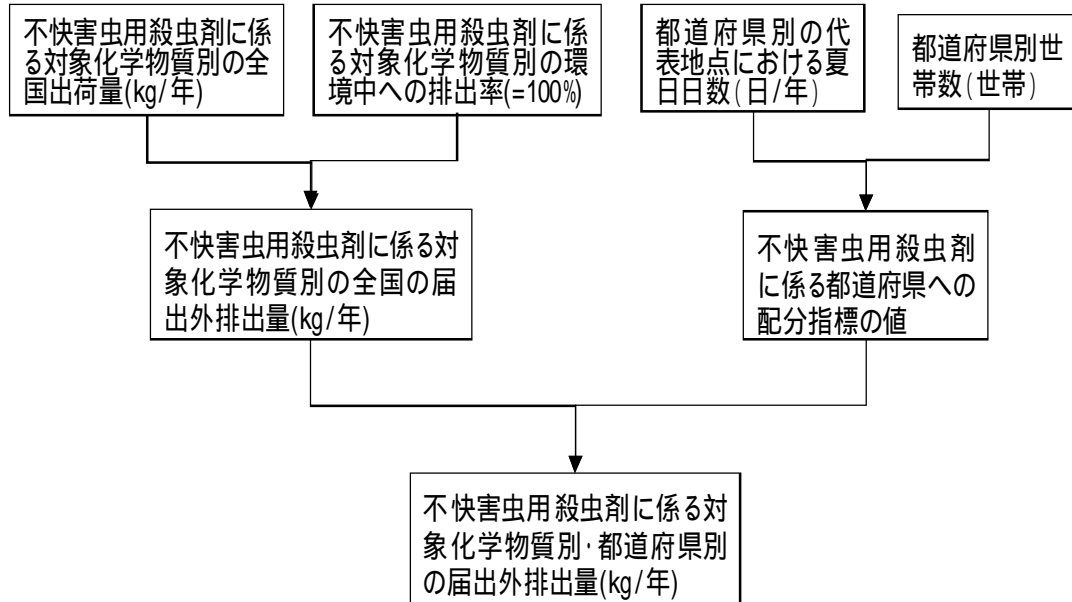 不快害虫用殺虫剤に係
る対象化学物質別の全
国出荷量(kg/年)
不快害虫用殺虫剤に係
る対象化学物質別の環
境中への排出率(=100%)
都道府県別の代
表地点における夏
日日数(日/年)
都道府県別世
帯数(世帯)
不快害虫用殺虫剤に係る対
象化学物質別の全国の届
出外排出量(kg/年)
不快害虫用殺虫剤
に係る都道府県への
配分指標の値
不快害虫用殺虫剤に係る対
象化学物質別・都道府県別
の届出外排出量(kg/年)